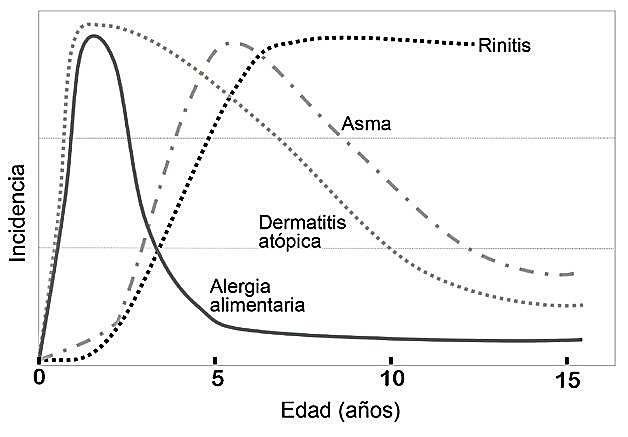 Rinitis
Asma
Dermatitis
atópica
Alergia
alimentaria
Incidencia
0 5 10 15
Edad (años)